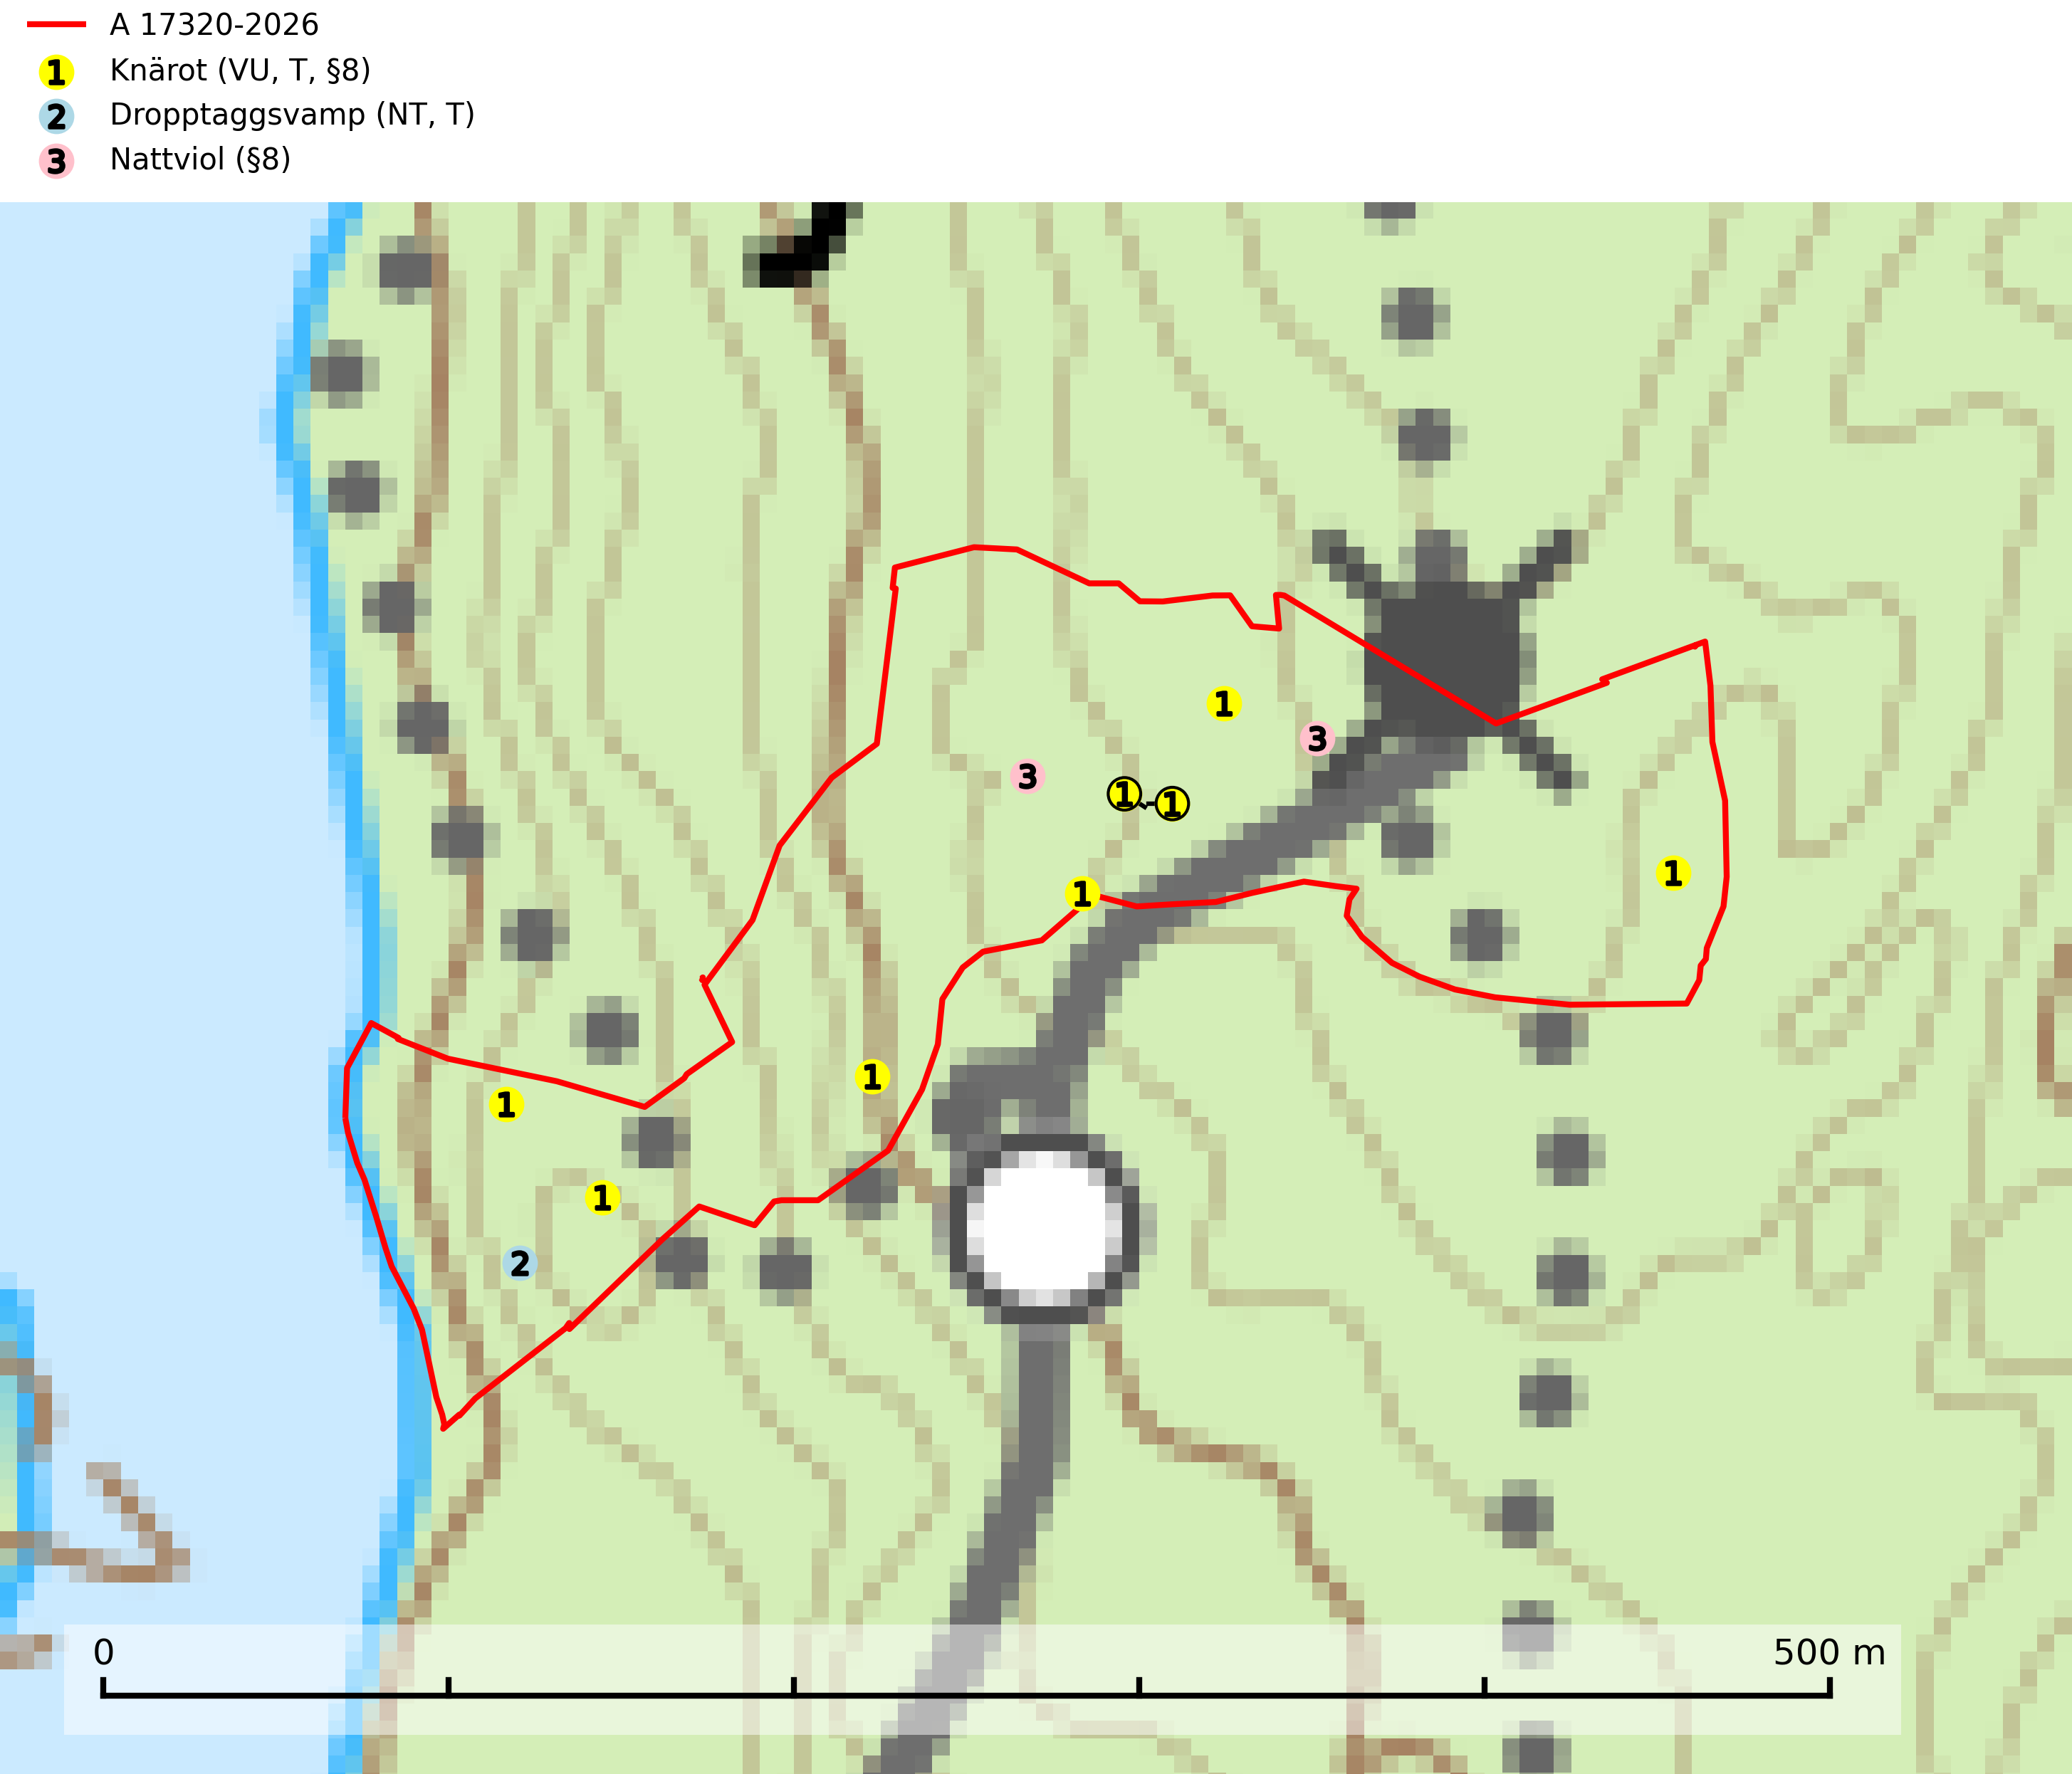 A 17320-2026
1 Knärot (VU, T, §8)
2 Dropptaggsvamp (NT, T)
3 Nattviol (§8)
1
3
3
1 1
1
1
1
1
1
2
0 500 m